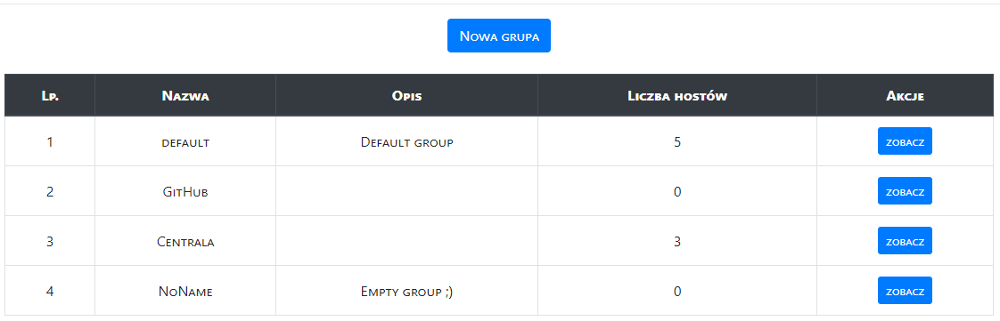 Nowa grupa
Lp. Nazwa Opis Liczba hostów Akcje
1 default Default group 5 zobacz
2 GitHub 0 zobacz
3 Centrala 3 zobacz
4 NoName Empty group ;) 0 zobacz